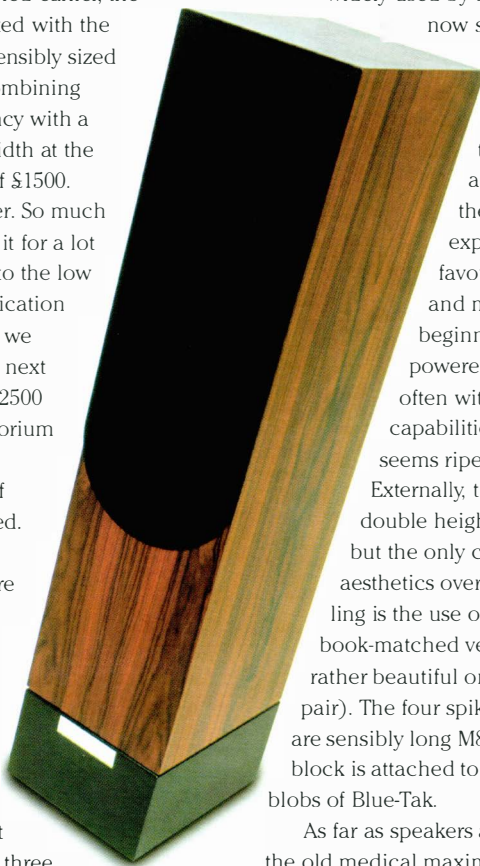 earlier, the
ed with the
ensibly sized
mbining
ncy with a
idth at the
f £1500.
er. So much
it for a lot
to the low
ication
we
next
2500
orium
f
ed.
re
t
three
widely used by
now s
t
a
the
exp
favo
and n
beginn
powere
often wit
capabiliti
seems ripe
Externally, t
double heigh
but the only c
aesthetics over
ling is the use o
book-matched ve
rather beautiful or
pair). The four spik
are sensibly long M8
block is attached to
blobs of Blue-Tak.
As far as speakers a
the old medical maxim